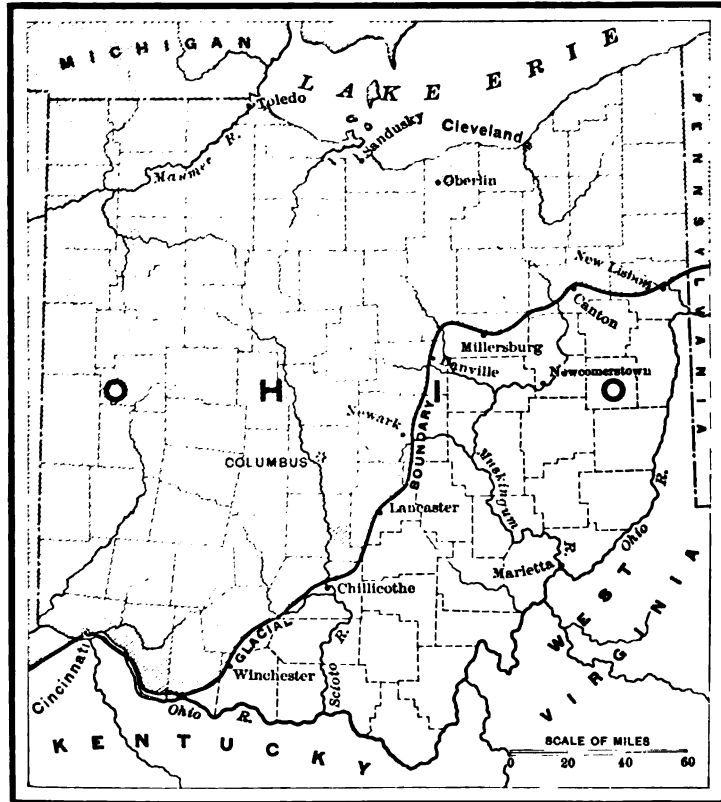 MICHIGAN
LAKE ERIE
PENNSYLVANIA
Toledo
Maumee R.
Sandusky
Cleveland
Oberlin
New Lisbon
Canton
Millersburg
Danville
Newcomerstown
O H I O
Newark
COLUMBUS
BOUNDARY
Muskingum
R.
Lancaster
Ohio R.
Marietta
Chillicothe
GLACIAL
Scioto R.
WEST VIRGINIA
Winchester
Cincinnati
Ohio R.
KENTUCKY
SCALE OF MILES
0 20 40 60